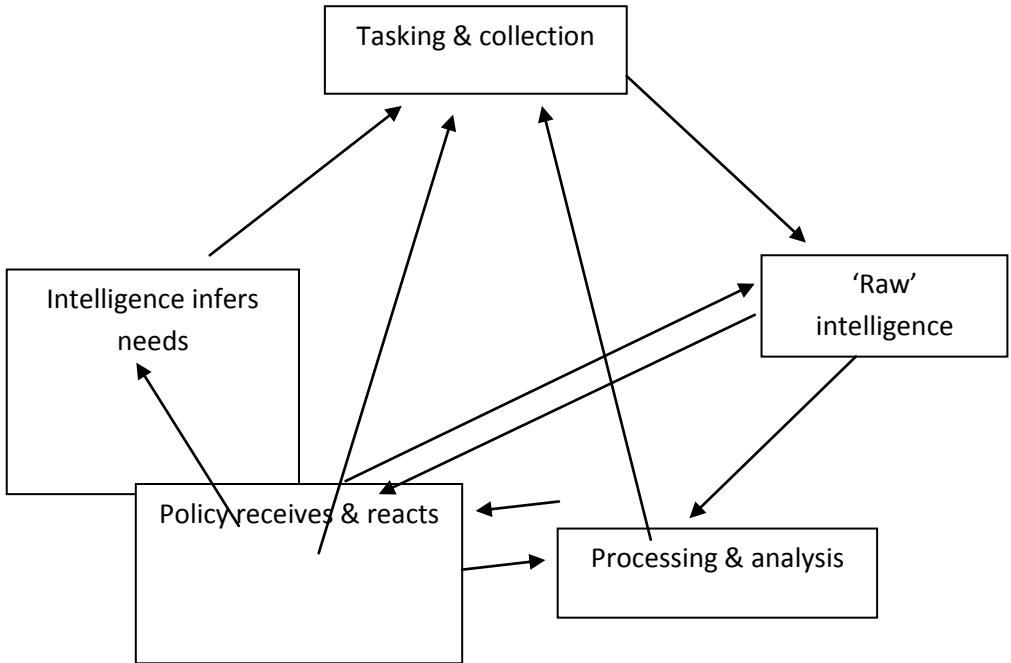 Tasking & collection
Intelligence infers
needs
‘Raw’
intelligence
Policy receives & reacts
Processing & analysis